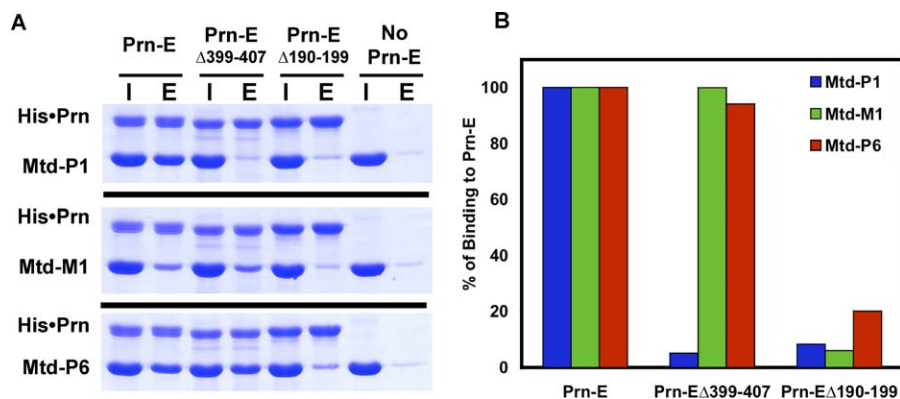 A
Prn-E
Prn-E
Δ399-407
Prn-E
Δ190-199
No
Prn-E
I E I E I E I E
His•Prn
Mtd-P1
His•Prn
Mtd-M1
His•Prn
Mtd-P6
B
% of Binding to Prn-E
100
80
60
40
20
0
Mtd-P1
Mtd-M1
Mtd-P6
Prn-E
Prn-EΔ399-407
Prn-EΔ190-199